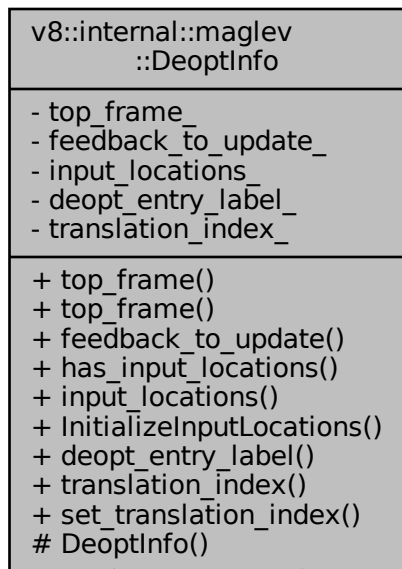 v8::internal::maglev
::DeoptInfo
- top_frame_
- feedback_to_update_
- input_locations_
- deopt_entry_label_
- translation_index_
+ top_frame()
+ top_frame()
+ feedback_to_update()
+ has_input_locations()
+ input_locations()
+ InitializeInputLocations()
+ deopt_entry_label()
+ translation_index()
+ set_translation_index()
# DeoptInfo()